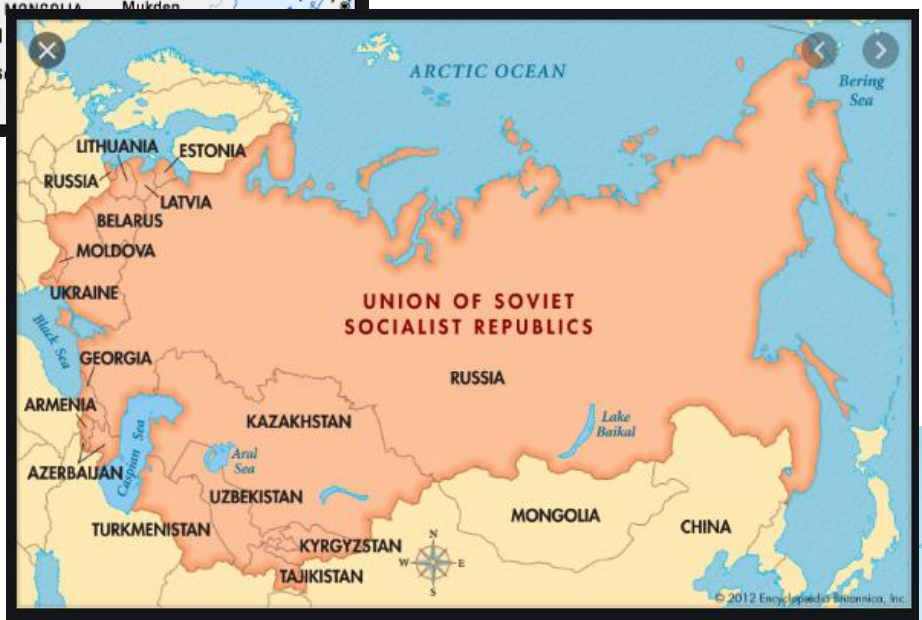 MONGOLIA
Mukden
ARCTIC OCEAN
Bering
Sea
LITHUANIA
ESTONIA
RUSSIA
LATVIA
BELARUS
MOLDOVA
UKRAINE
Black Sea
UNION OF SOVIET
SOCIALIST REPUBLICS
GEORGIA
RUSSIA
ARMENIA
KAZAKHSTAN
Lake
Baikal
Caspian Sea
Aral
Sea
AZERBAIJAN
UZBEKISTAN
MONGOLIA
TURKMENISTAN
CHINA
KYRGYZSTAN
N
W
E
S
TAJIKISTAN
© 2012 Encyclopædia Britannica, Inc.